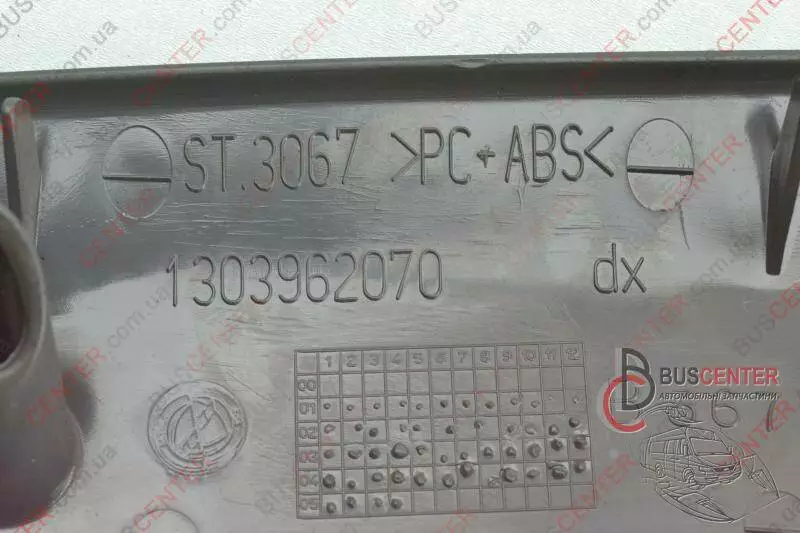 ST.3067 >PC+ABS<
1303962070 dx
1 2 3 4 5 6 7 8 9 10 11 12
00
01
02
03
04
05
BUSCENTER
АВТОМОБІЛЬНІ ЗАПЧАСТИНИ
BUSCENTER.com.ua